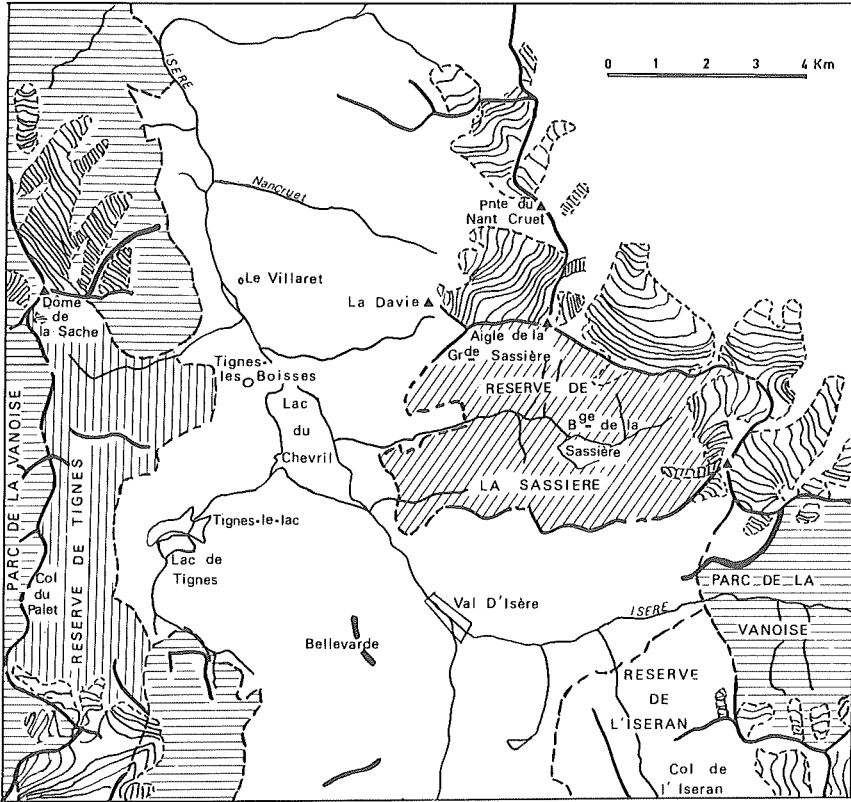 ISERE
0 1 2 4 Km
Nancruet
Pnte du
Nant Cruet
Le Villaret
La Davie
Dôme
de
la Sache
Aigle de la
Grde Sassière
Tignes-
les Boisses
RESERVE DE
Lac
du
Chevril
Bge de la
Sassière
LA SASSIERE
PARC DE LA VANOISE
RESERVE DE TIGNES
Tignes-le-lac
Lac de
Tignes
Col
du
Palet
PARC DE LA
VANOISE
Val D'Isère
ISERE
Bellevarde
RESERVE
DE
L'ISERAN
Col de
l'Iseran